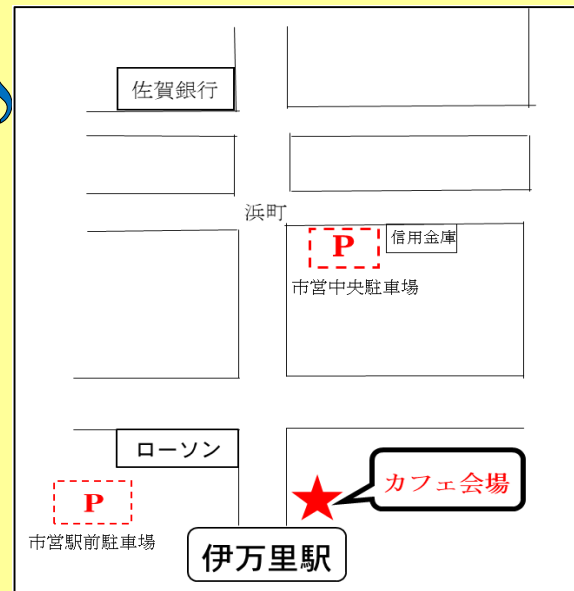 佐賀銀行
浜町
P
信用金庫
市営中央駐車場
ローソン
カフェ会場
P
市営駅前駐車場
伊万里駅